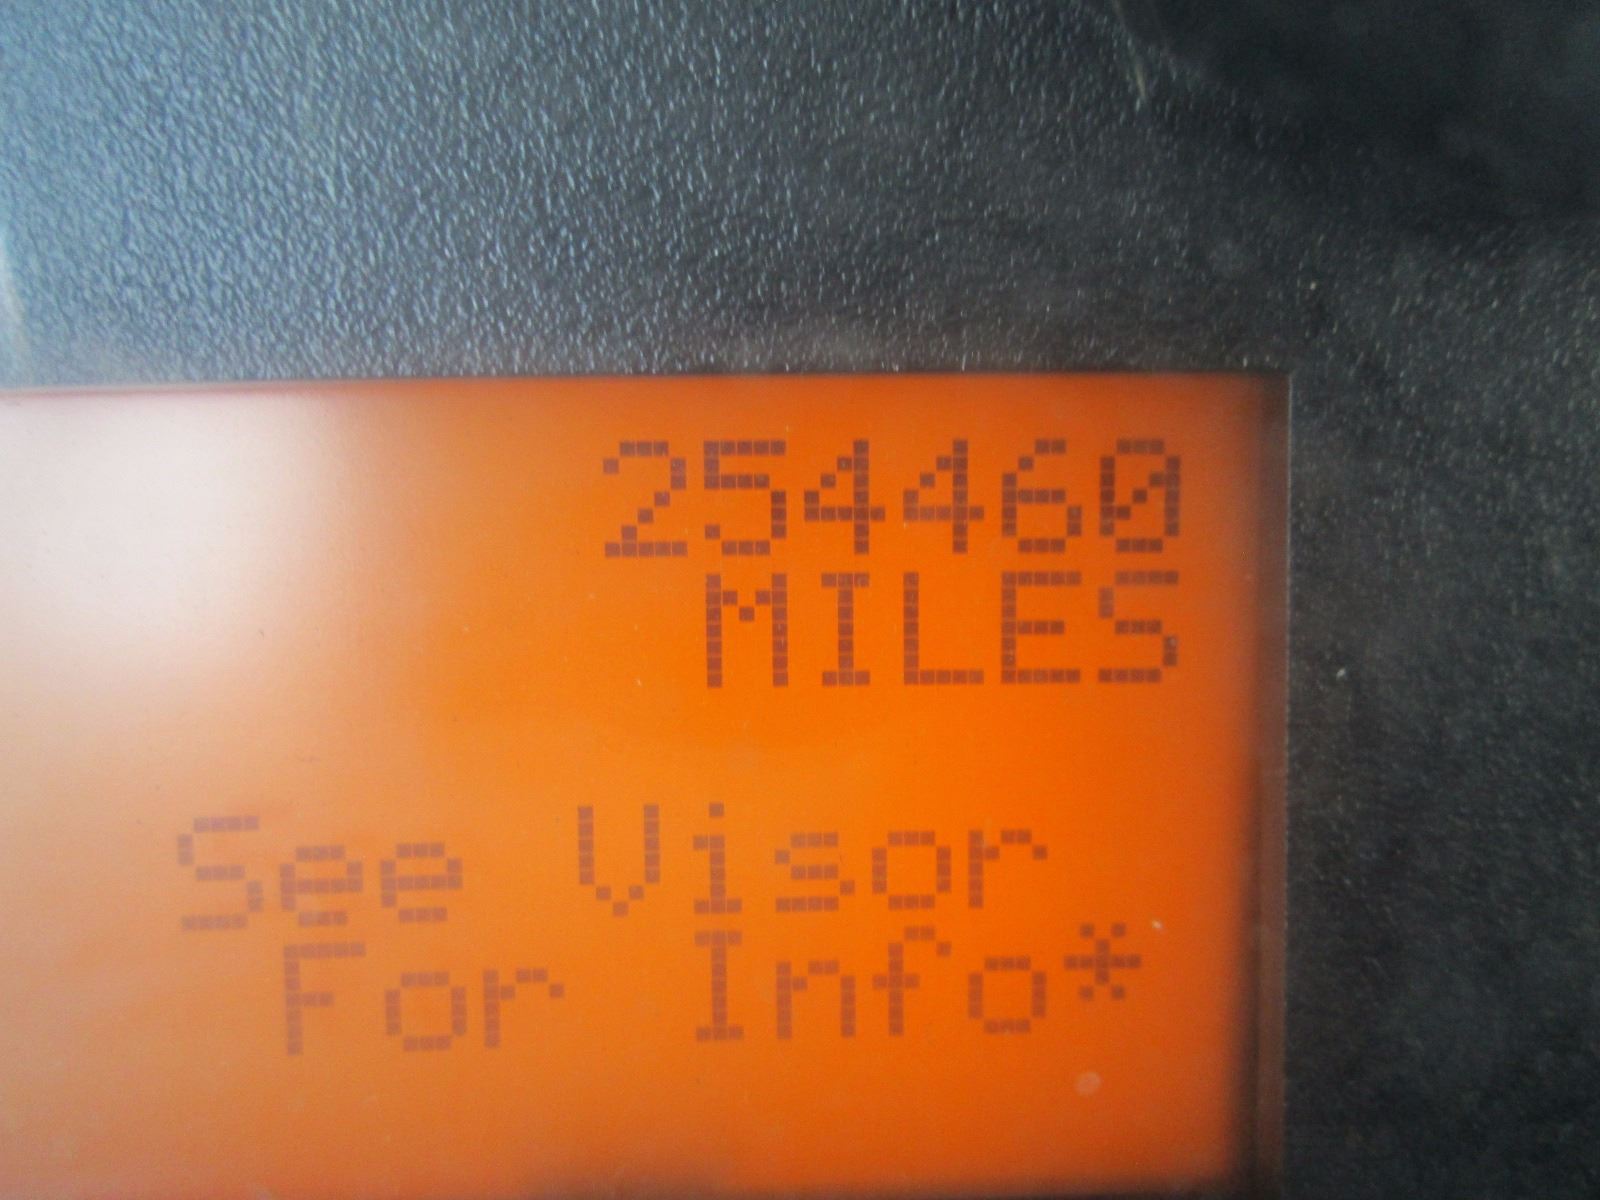 254460
MILES
See Visor
For Info*